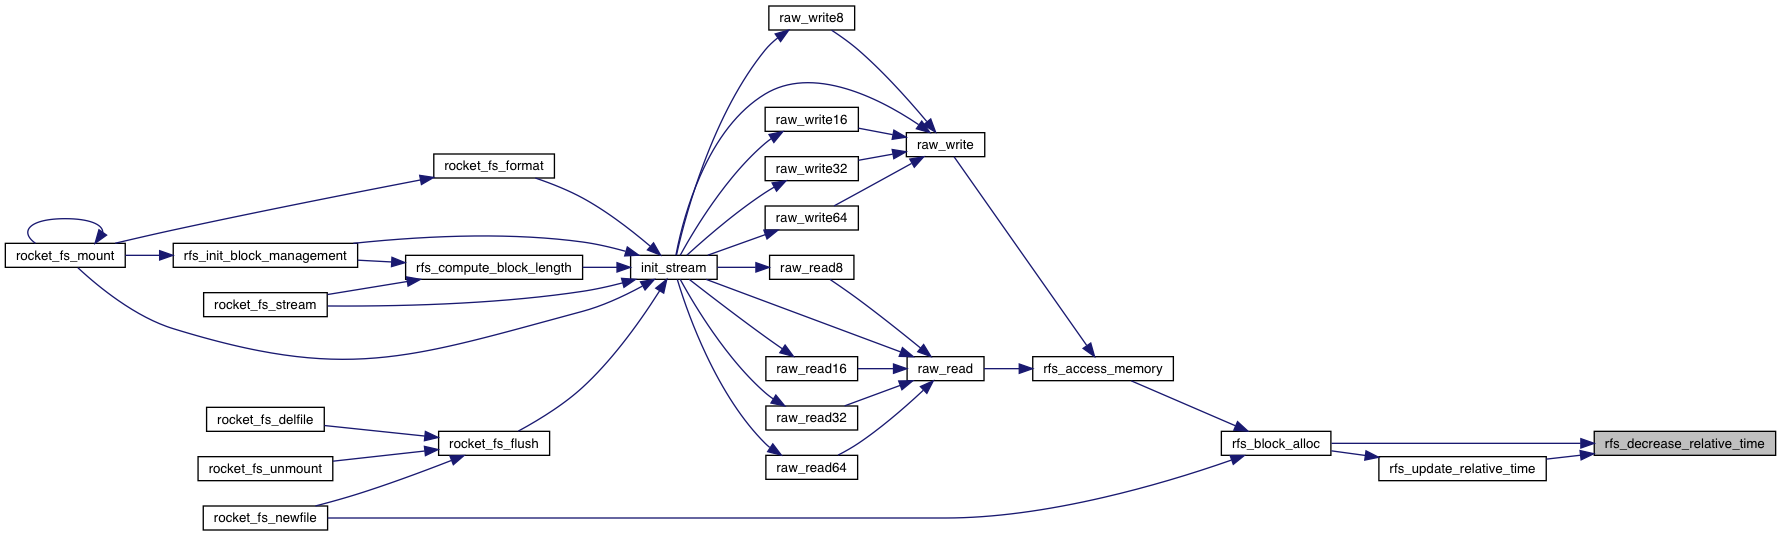 raw_write8
raw_write16
raw_write
rocket_fs_format
raw_write32
raw_write64
rocket_fs_mount
rfs_init_block_management
rfs_compute_block_length
init_stream
raw_read8
rocket_fs_stream
raw_read16
raw_read
rfs_access_memory
rocket_fs_delfile
raw_read32
rocket_fs_flush
rfs_block_alloc
rfs_decrease_relative_time
rocket_fs_unmount
raw_read64
rfs_update_relative_time
rocket_fs_newfile